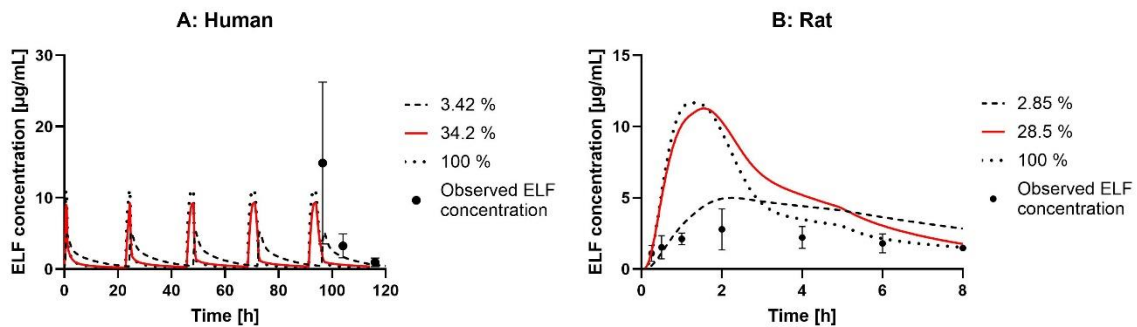 A: Human
ELF concentration [µg/mL]
30
20
10
0
0 20 40 60 80 100 120
Time [h]
3.42 %
34.2 %
100 %
Observed ELF
concentration
B: Rat
ELF concentration [µg/mL]
15
10
5
0
0 2 4 6 8
Time [h]
2.85 %
28.5 %
100 %
Observed ELF
concentration